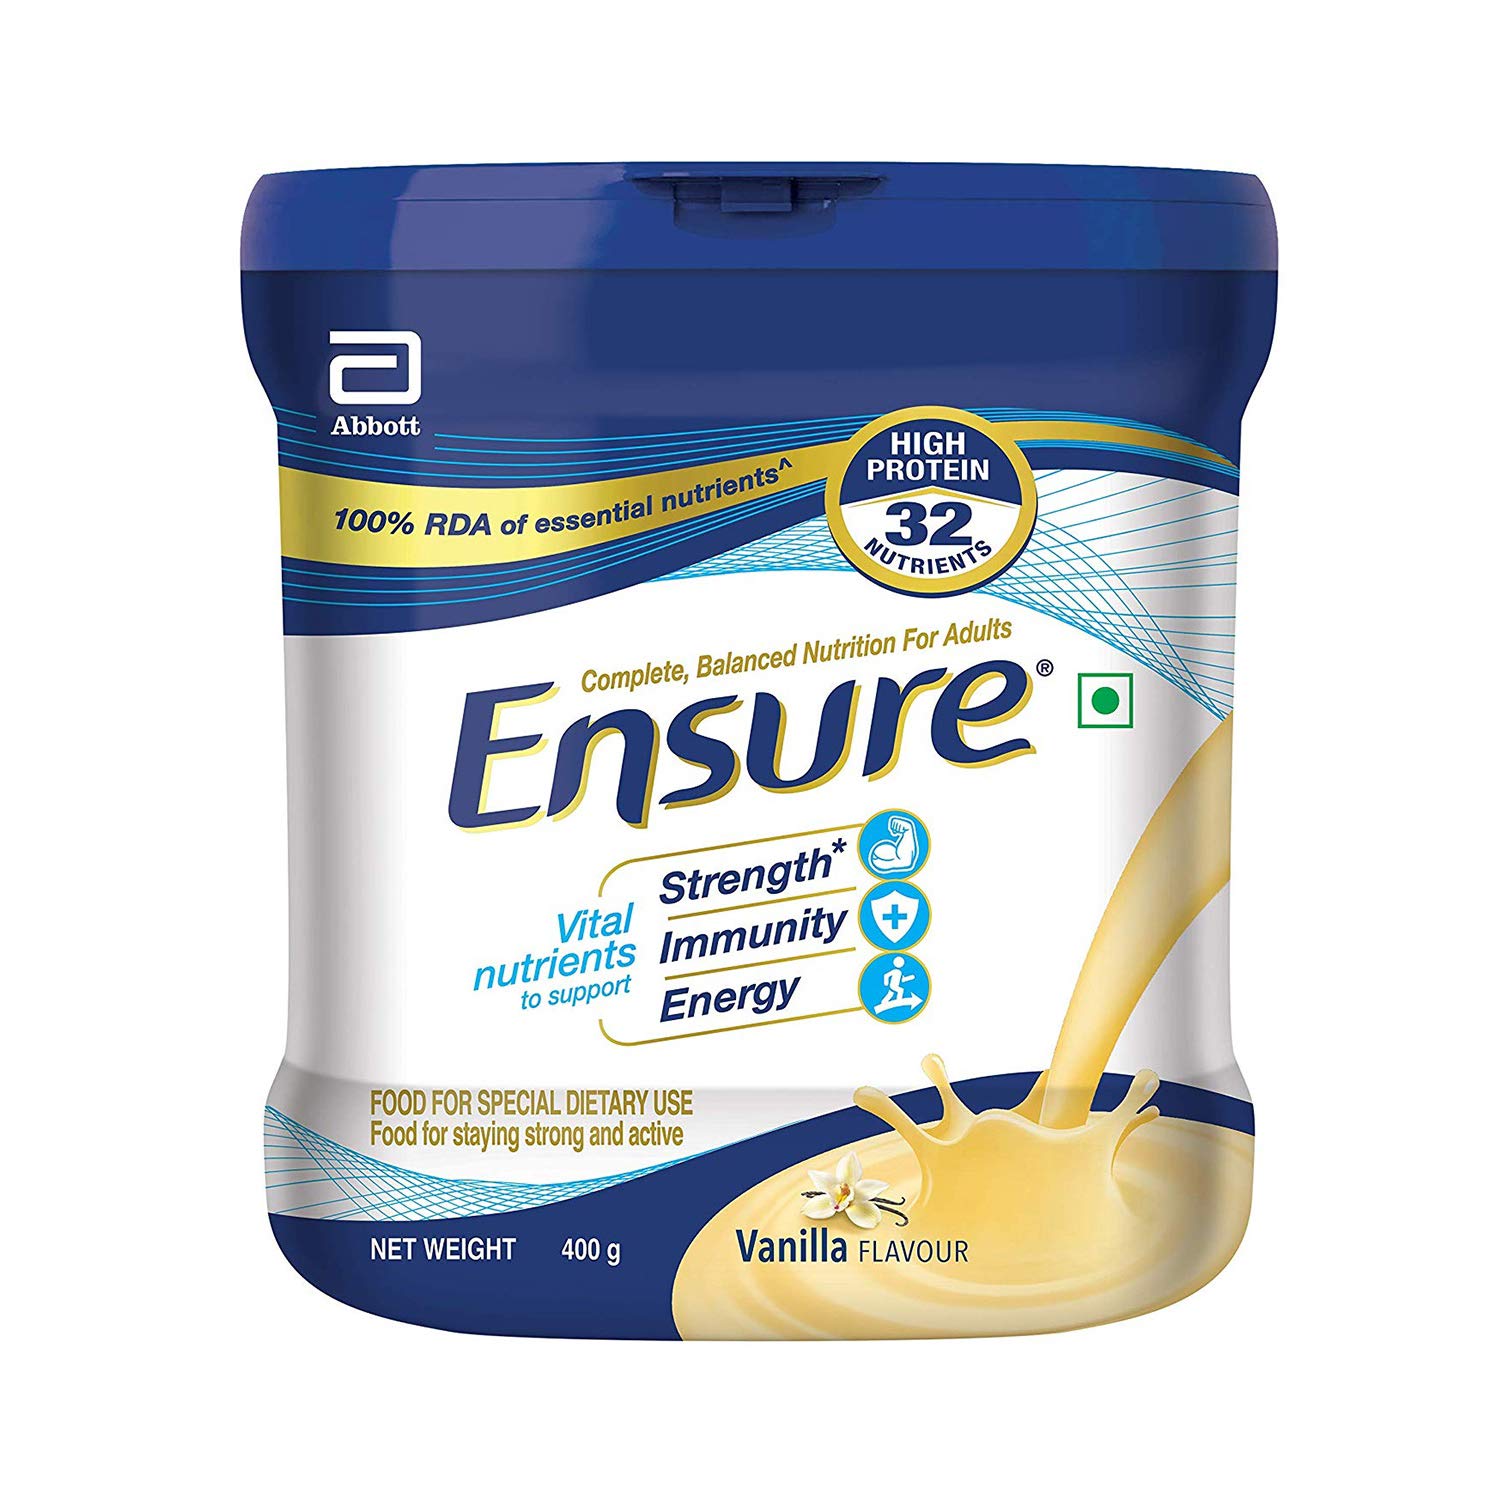 Abbott
100% RDA of essential nutrients^
HIGH
PROTEIN
32
NUTRIENTS
Complete, Balanced Nutrition For Adults
Ensure®
Vital
nutrients
to support
Strength*
Immunity
Energy
FOOD FOR SPECIAL DIETARY USE
Food for staying strong and active
NET WEIGHT 400 g
Vanilla FLAVOUR